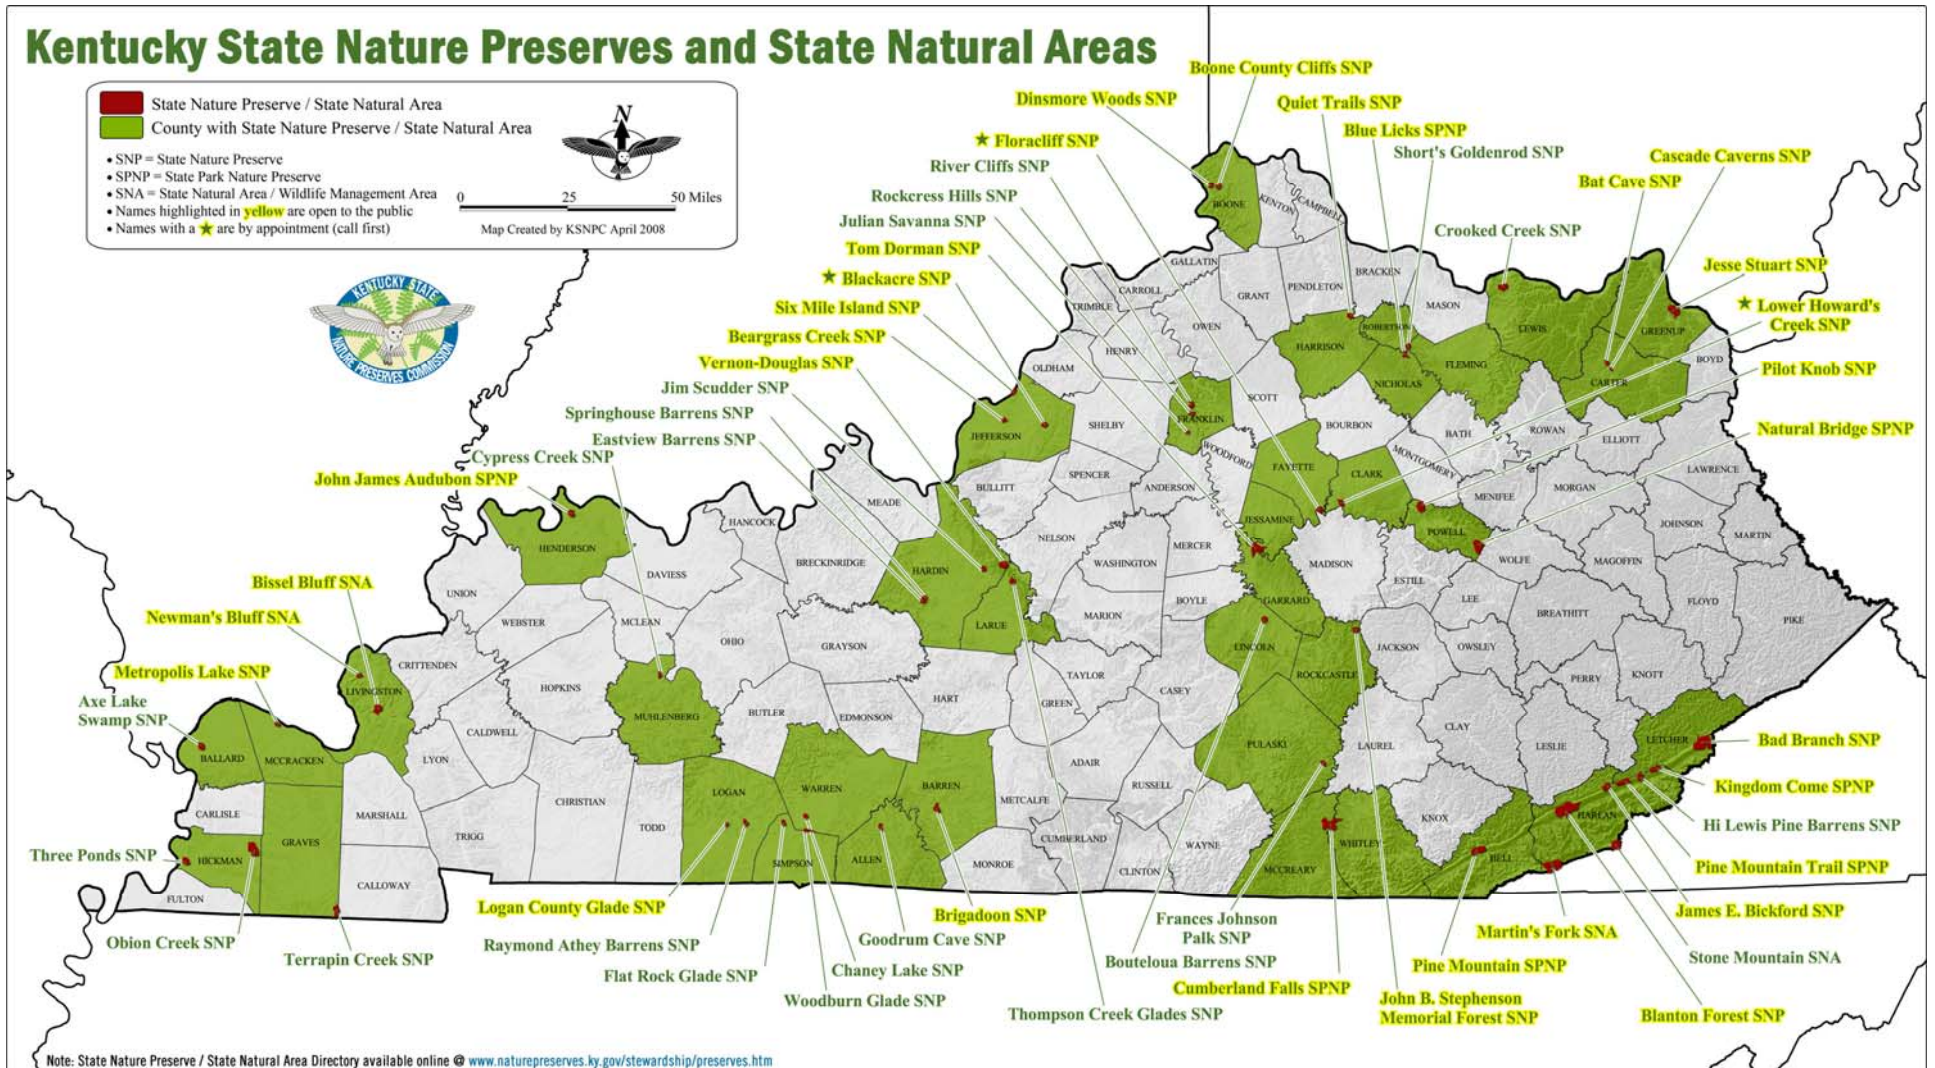 Kentucky State Nature Preserves and State Natural Areas
State Nature Preserve / State Natural Area
County with State Nature Preserve / State Natural Area
• SNP = State Nature Preserve
• SPNP = State Park Nature Preserve
• SNA = State Natural Area / Wildlife Management Area
• Names highlighted in yellow are open to the public
• Names with a ★ are by appointment (call first)
N
0 25 50 Miles
Map Created by KSNPC April 2008
KENTUCKY STATE
NATURE PRESERVES COMMISSION
Boone County Cliffs SNP
Dinsmore Woods SNP
Quiet Trails SNP
Blue Licks SPNP
★ Floracliff SNP
Short's Goldenrod SNP
River Cliffs SNP
Cascade Caverns SNP
Rockcress Hills SNP
Bat Cave SNP
Julian Savanna SNP
Crooked Creek SNP
Tom Dorman SNP
Jesse Stuart SNP
★ Blackacre SNP
★ Lower Howard's
Creek SNP
Six Mile Island SNP
Beargrass Creek SNP
Vernon-Douglas SNP
Pilot Knob SNP
Jim Scudder SNP
Springhouse Barrens SNP
Natural Bridge SPNP
Eastview Barrens SNP
Cypress Creek SNP
John James Audubon SPNP
Bissel Bluff SNA
Newman's Bluff SNA
Metropolis Lake SNP
Axe Lake
Swamp SNP
Three Ponds SNP
Obion Creek SNP
Terrapin Creek SNP
Logan County Glade SNP
Raymond Athey Barrens SNP
Flat Rock Glade SNP
Woodburn Glade SNP
Chaney Lake SNP
Goodrum Cave SNP
Brigadoon SNP
Thompson Creek Glades SNP
Frances Johnson
Palk SNP
Bouteloua Barrens SNP
Cumberland Falls SPNP
John B. Stephenson
Memorial Forest SNP
Pine Mountain SPNP
Martin's Fork SNA
Blanton Forest SNP
Stone Mountain SNA
James E. Bickford SNP
Pine Mountain Trail SPNP
Hi Lewis Pine Barrens SNP
Kingdom Come SPNP
Bad Branch SNP
BOONE
KENTON
CAMPBELL
GALLATIN
CARROLL
TRIMBLE
GRANT
PENDLETON
BRACKEN
MASON
OWEN
HENRY
OLDHAM
HARRISON
ROBERTSON
LEWIS
GREENUP
BOYD
FLEMING
NICHOLAS
CARTER
JEFFERSON
SHELBY
FRANKLIN
SCOTT
BOURBON
BATH
ROWAN
ELLIOTT
LAWRENCE
WOODFORD
FAYETTE
CLARK
MONTGOMERY
MENIFEE
MORGAN
JOHNSON
MARTIN
BULLITT
SPENCER
ANDERSON
MEADE
HANCOCK
BRECKINRIDGE
HARDIN
NELSON
WASHINGTON
MERCER
JESSAMINE
MADISON
POWELL
ESTILL
WOLFE
MAGOFFIN
FLOYD
PIKE
HENDERSON
DAVIESS
UNION
WEBSTER
MCLEAN
OHIO
GRAYSON
LARUE
MARION
BOYLE
GARRARD
LEE
BREATHITT
LINCOLN
ROCKCASTLE
JACKSON
OWSLEY
PERRY
KNOTT
CRITTENDEN
LIVINGSTON
HOPKINS
MUHLENBERG
BUTLER
EDMONSON
HART
GREEN
TAYLOR
CASEY
PULASKI
LAUREL
CLAY
LESLIE
LETCHER
BALLARD
MCCRACKEN
CALDWELL
LYON
CARLISLE
GRAVES
MARSHALL
TRIGG
CHRISTIAN
TODD
LOGAN
WARREN
BARREN
METCALFE
ADAIR
RUSSELL
CUMBERLAND
WAYNE
KNOX
HARLAN
HICKMAN
FULTON
CALLOWAY
SIMPSON
ALLEN
MONROE
CLINTON
MCCREARY
WHITLEY
BELL
Note: State Nature Preserve / State Natural Area Directory available online @ www.naturepreserves.ky.gov/stewardship/preserves.htm